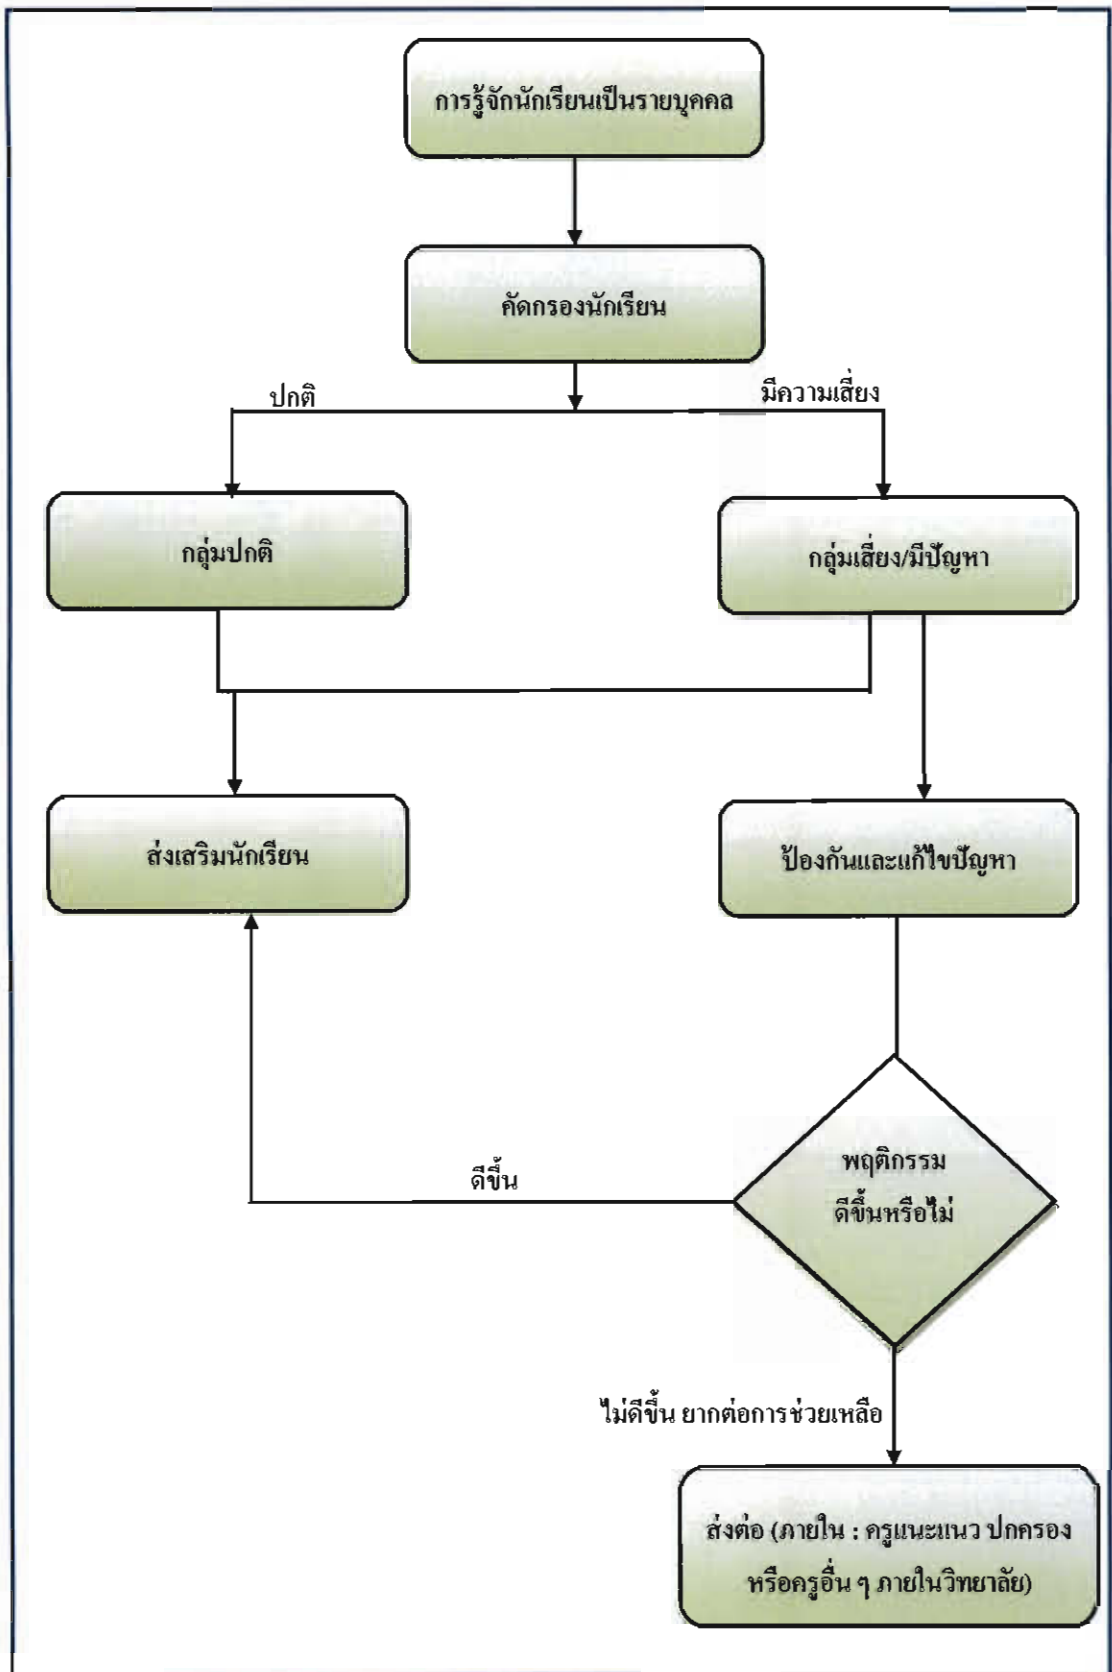 การรู้จักนักเรียนเป็นรายบุคคล
คัดกรองนักเรียน
ปกติ
มีความเสี่ยง
กลุ่มปกติ
กลุ่มเสี่ยง/มีปัญหา
ส่งเสริมนักเรียน
ป้องกันและแก้ไขปัญหา
พฤติกรรม
ดีขึ้นหรือไม่
ดีขึ้น
ไม่ดีขึ้น ยากต่อการช่วยเหลือ
ส่งต่อ (ภายใน : ครูแนะแนว ปกครอง
หรือครูอื่น ๆ ภายในวิทยาลัย)